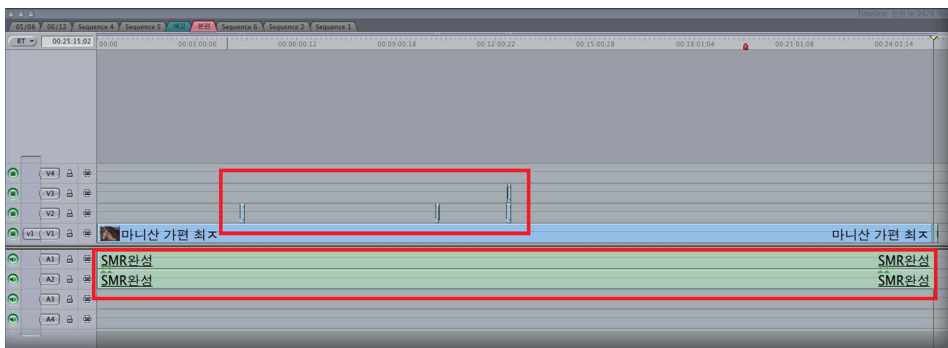 Timeline: 본편 in 0426
05/08 06/12 Sequence 4 Sequence 5 예고 본편 Sequence 6 Sequence 2 Sequence 1
RT 00:25:15;02 00:00 00:03:00;06 00:06:00;12 00:09:00;18 00:12:00;22 00:15:00;28 00:18:01;04 00:21:01;08 00:24:01;14
V4
V3
V2
v1 V1 마니산 가편 최ㅈ 마니산 가편 최ㅈ
A1 SMR완성 SMR완성
A2 SMR완성 SMR완성
A3
A4